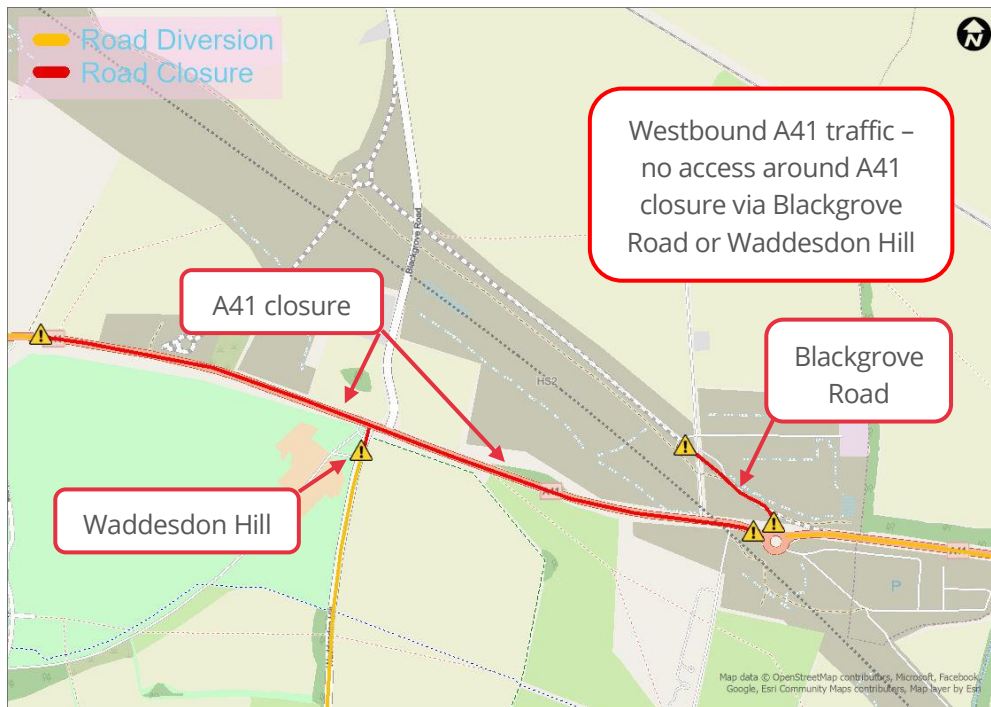 Road Diversion
Road Closure
N
Westbound A41 traffic –
no access around A41
closure via Blackgrove
Road or Waddesdon Hill
Blackgrove Road
A41 closure
Blackgrove
Road
HS2
A41
Waddesdon Hill
A41
P
Map data © OpenStreetMap contributors, Microsoft, Facebook,
Google, Esri Community Maps contributors, Map layer by Esri